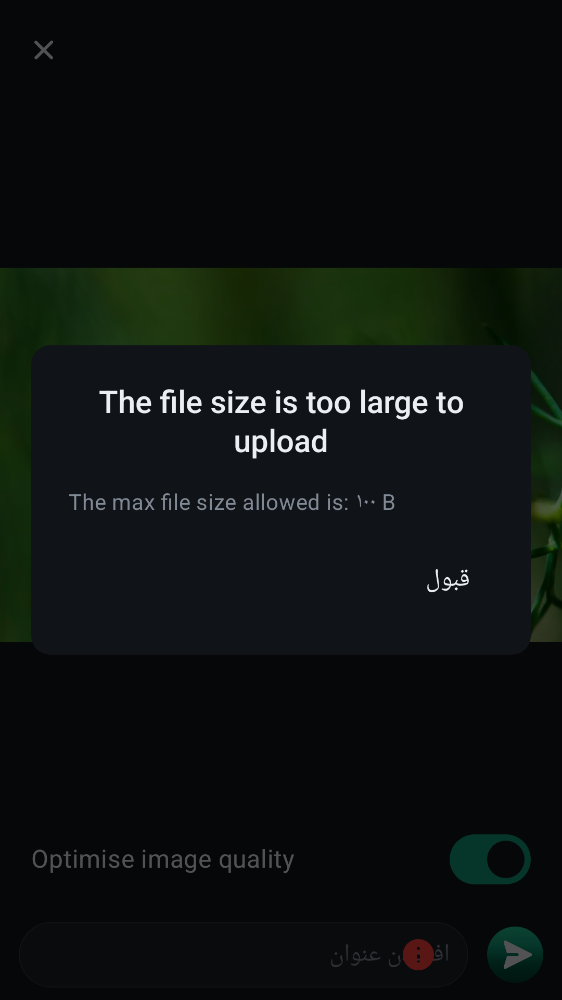 The file size is too large to
upload
The max file size allowed is: ۱۰۰ B
قبول
Optimise image quality
عنوان